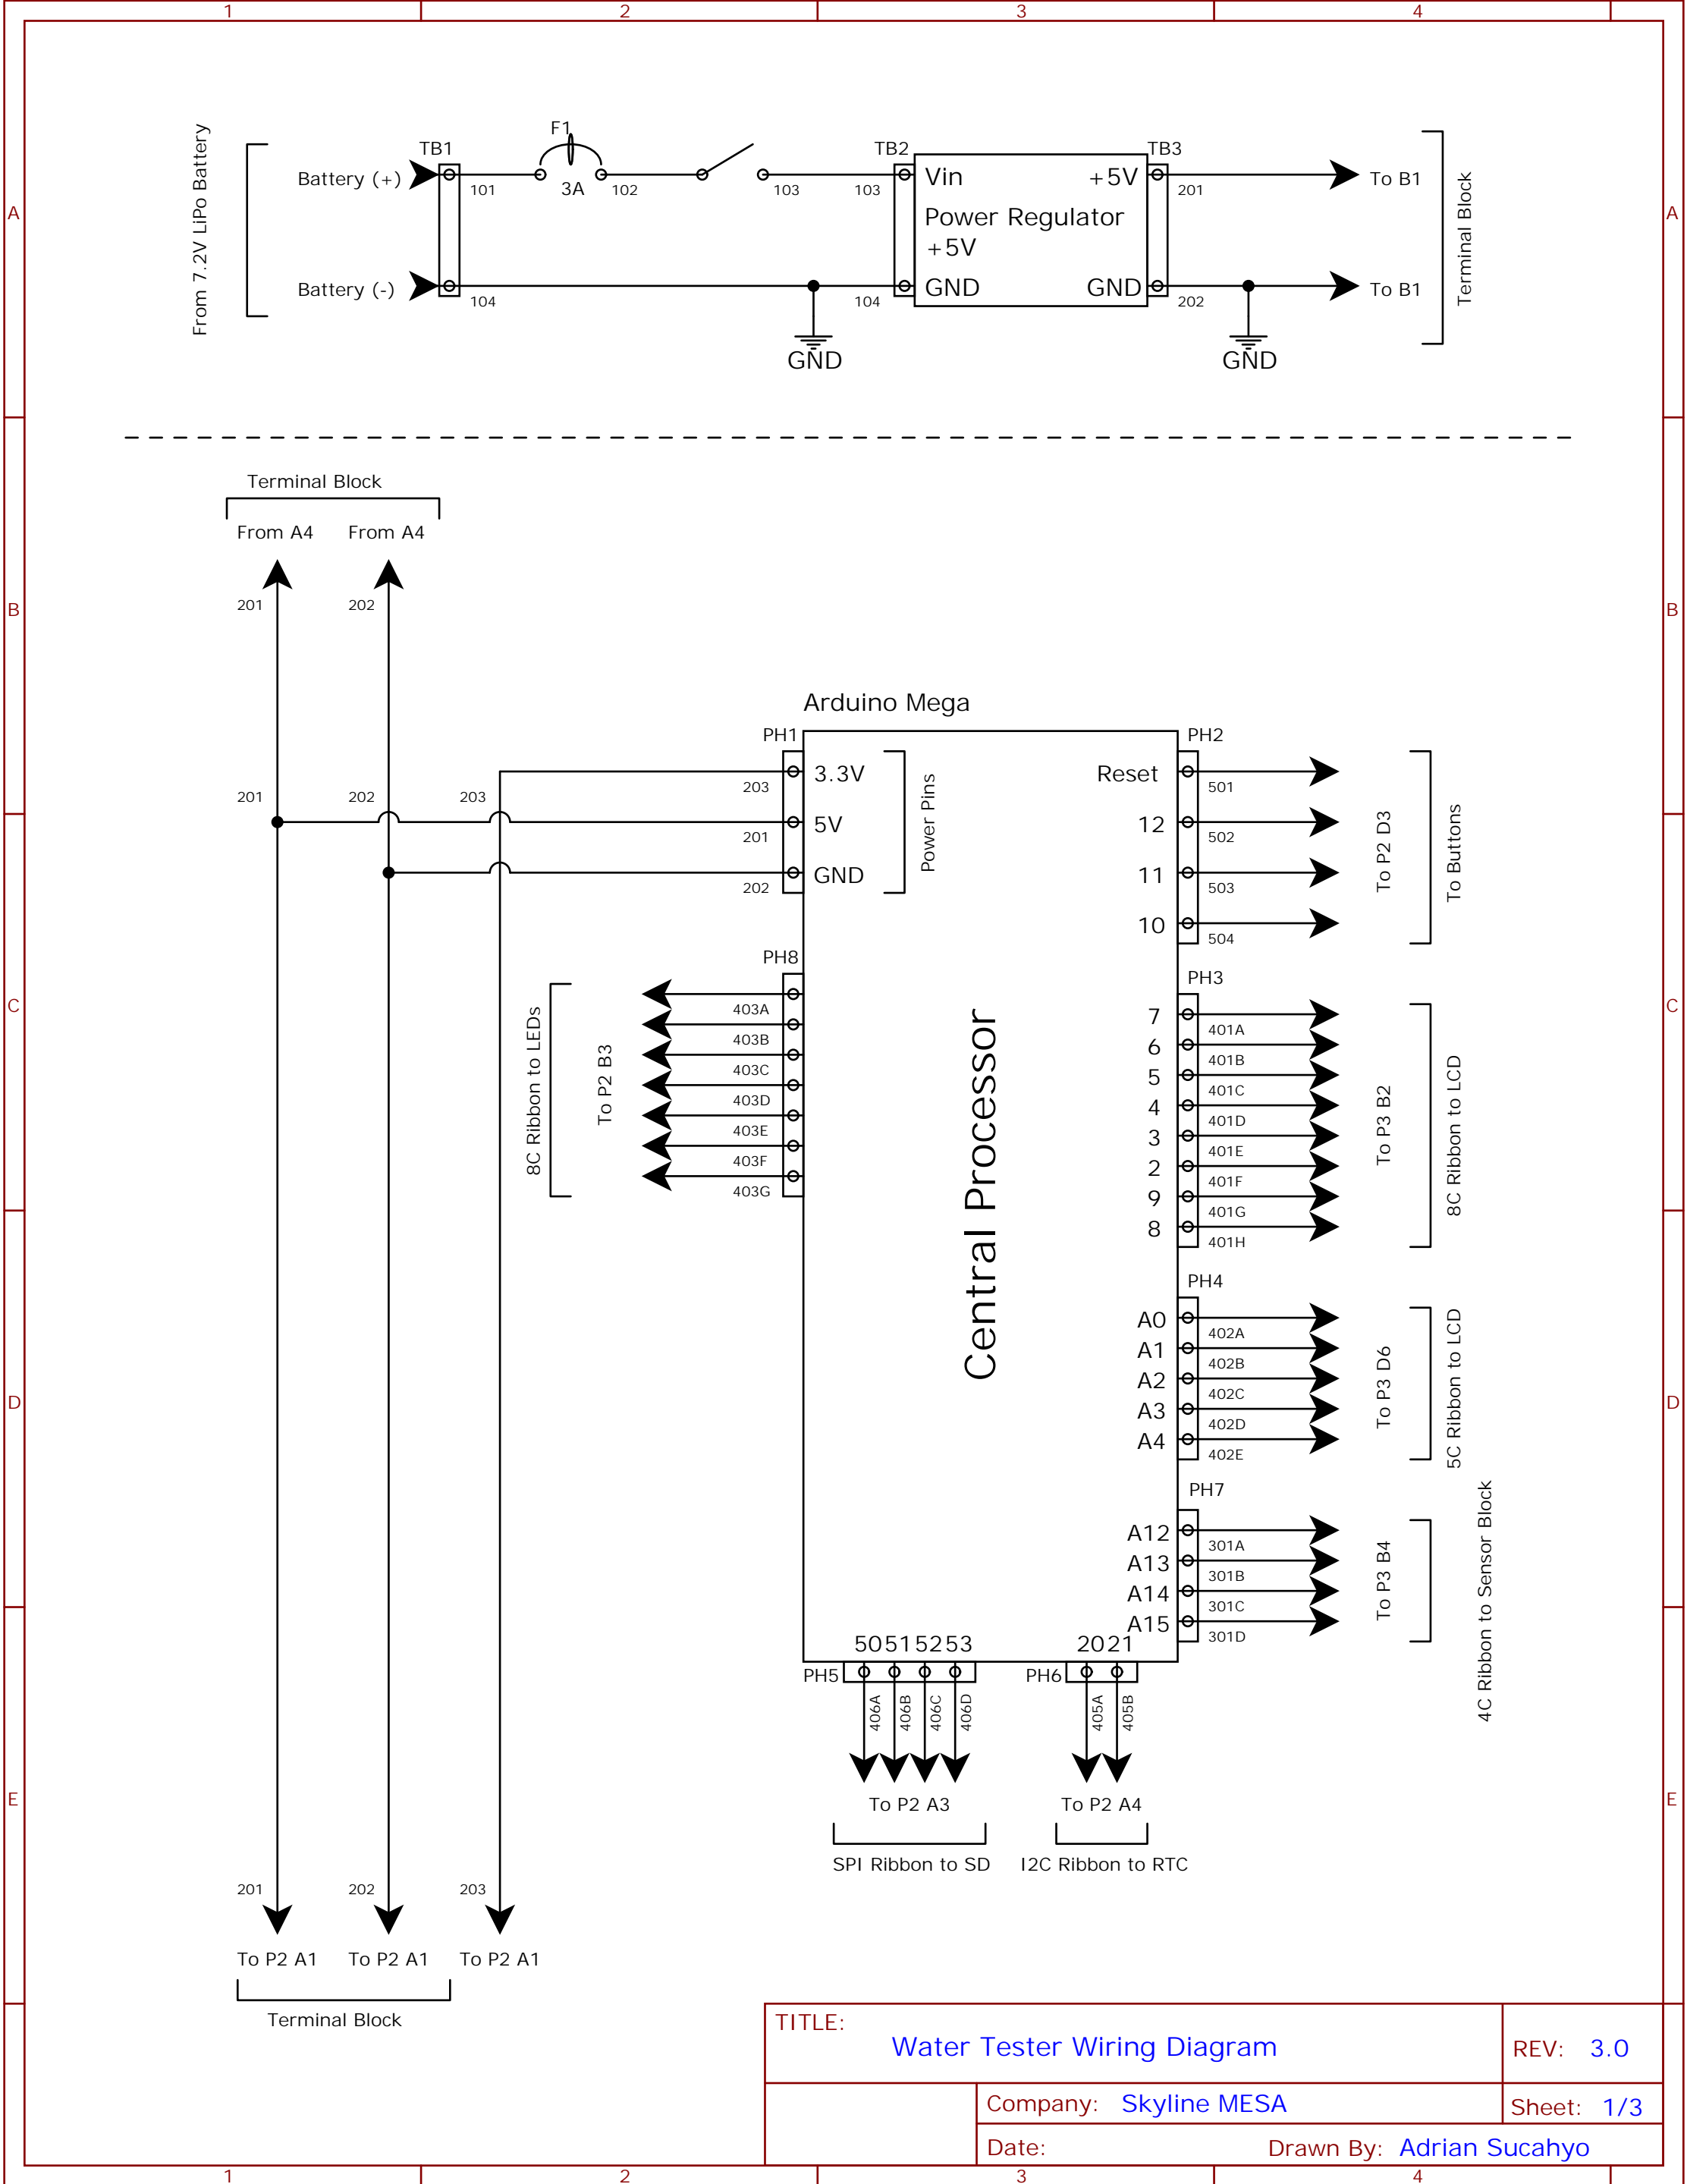 1 2 3 4
A
A
From 7.2V LiPo Battery
Battery (+)
Battery (-)
TB1
101
104
F1
3A
102
103
TB2
103
104
Vin
+5V
Power Regulator
+5V
GND
GND
TB3
201
202
GND
GND
To B1
To B1
Terminal Block
Terminal Block
From A4 From A4
201 202
B
B
Arduino Mega
PH1
203
201
202
3.3V
5V
GND
Power Pins
201 202 203
PH2
Reset
12
11
10
501
502
503
504
To P2 D3
To Buttons
PH8
403A
403B
403C
403D
403E
403F
403G
To P2 B3
8C Ribbon to LEDs
C
C
Central Processor
PH3
7
6
5
4
3
2
9
8
401A
401B
401C
401D
401E
401F
401G
401H
To P3 B2
8C Ribbon to LCD
PH4
A0
A1
A2
A3
A4
402A
402B
402C
402D
402E
To P3 D6
5C Ribbon to LCD
D
D
PH7
A12
A13
A14
A15
301A
301B
301C
301D
To P3 B4
4C Ribbon to Sensor Block
50 51 52 53
PH5
406A
406B
406C
406D
To P2 A3
SPI Ribbon to SD
20 21
PH6
405A
405B
To P2 A4
I2C Ribbon to RTC
E
E
201 202 203
To P2 A1 To P2 A1 To P2 A1
Terminal Block
TITLE:
Water Tester Wiring Diagram
REV: 3.0
Company: Skyline MESA
Sheet: 1/3
Date:
Drawn By: Adrian Sucahyo
1 2 3 4